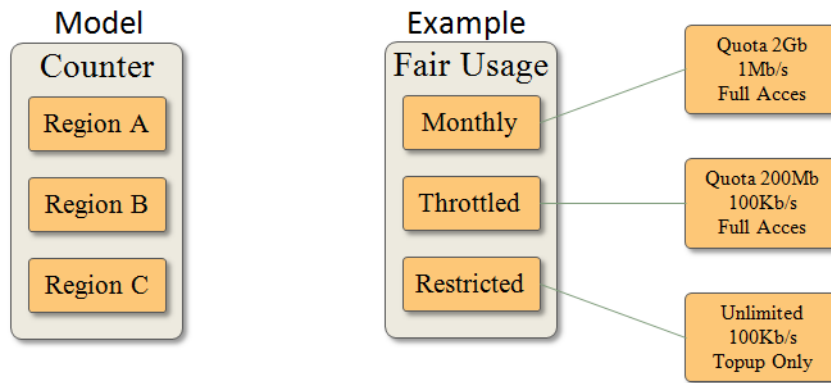 Model
Counter
Region A
Region B
Region C
Example
Fair Usage
Monthly
Throttled
Restricted
Quota 2Gb
1Mb/s
Full Acces
Quota 200Mb
100Kb/s
Full Acces
Unlimited
100Kb/s
Topup Only